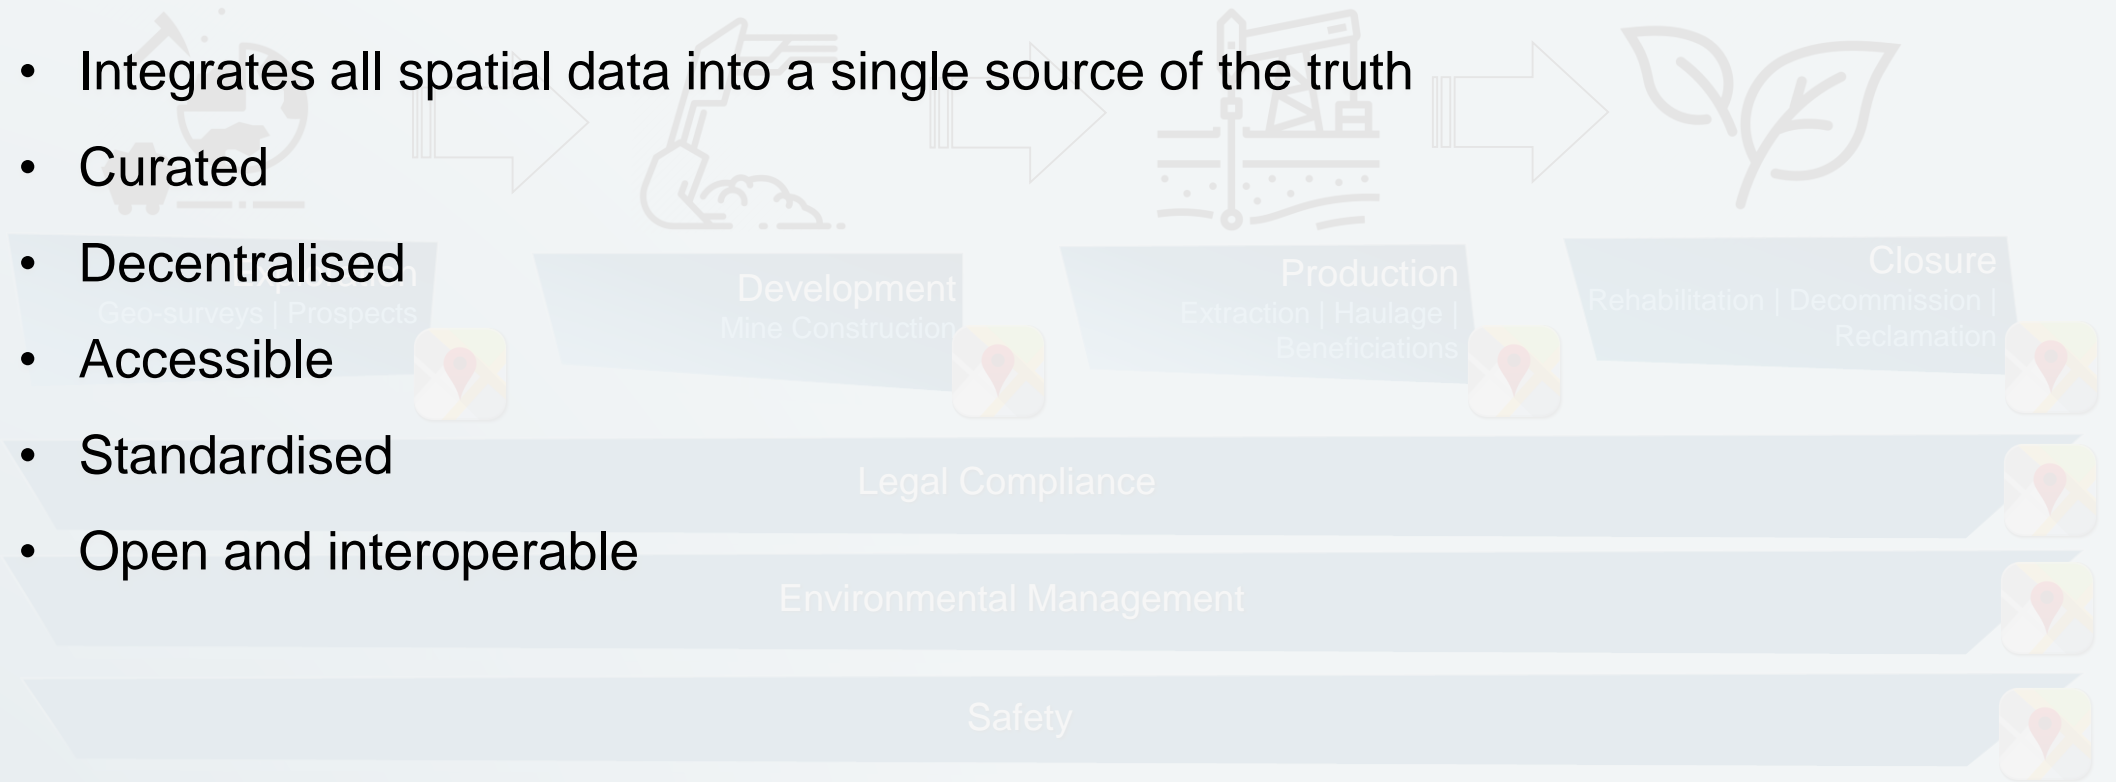 • Integrates all spatial data into a single source of the truth
• Curated
• Decentralised
• Accessible
• Standardised
• Open and interoperable
Exploration
Geo-surveys | Prospects
Development
Mine Construction
Production
Extraction | Haulage |
Beneficiations
Closure
Rehabilitation | Decommission |
Reclamation
Legal Compliance
Environmental Management
Safety